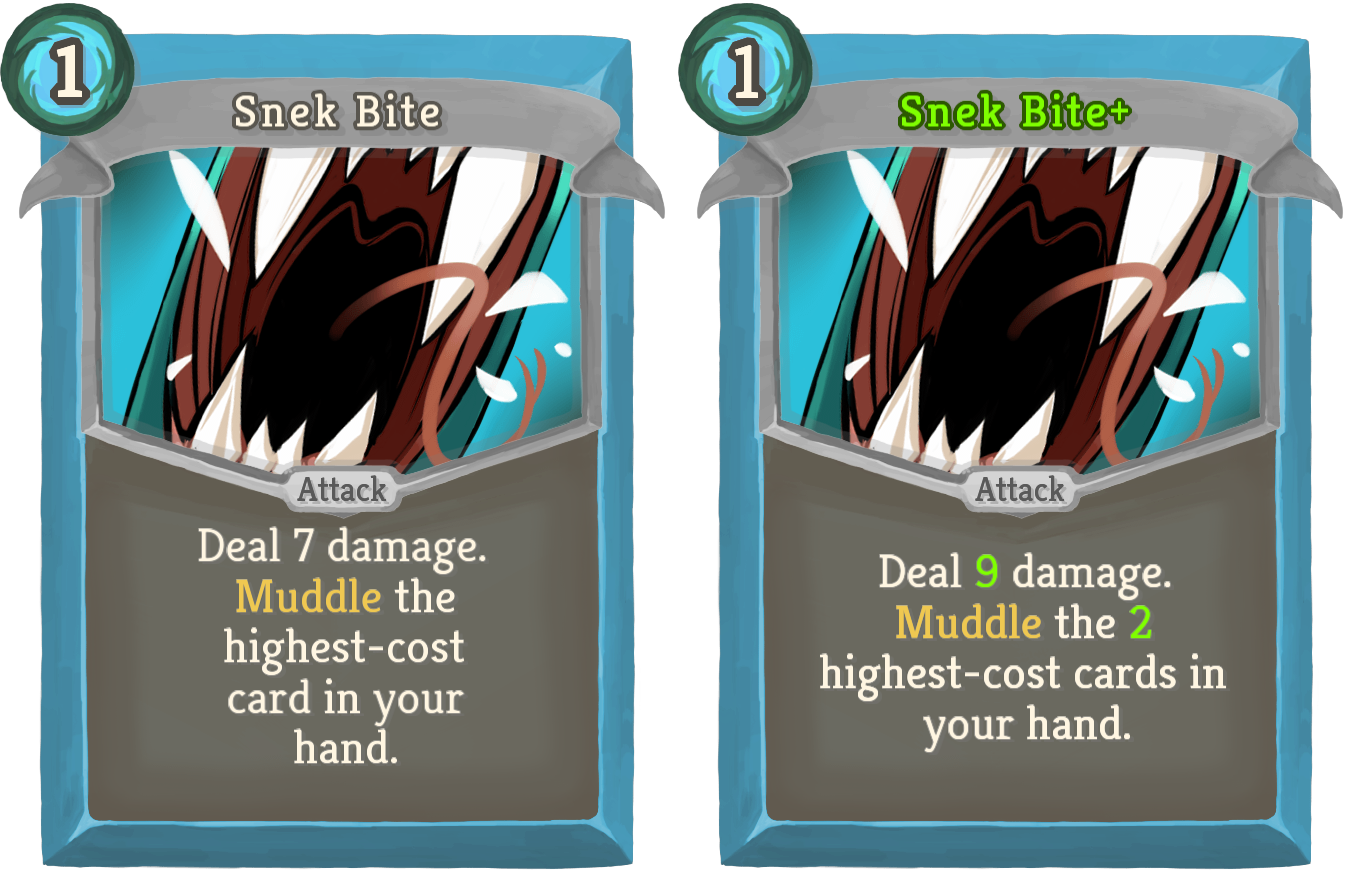 1
Snek Bite
Attack
Deal 7 damage.
Muddle the
highest-cost
card in your
hand.
1
Snek Bite+
Attack
Deal 9 damage.
Muddle the 2
highest-cost cards in
your hand.